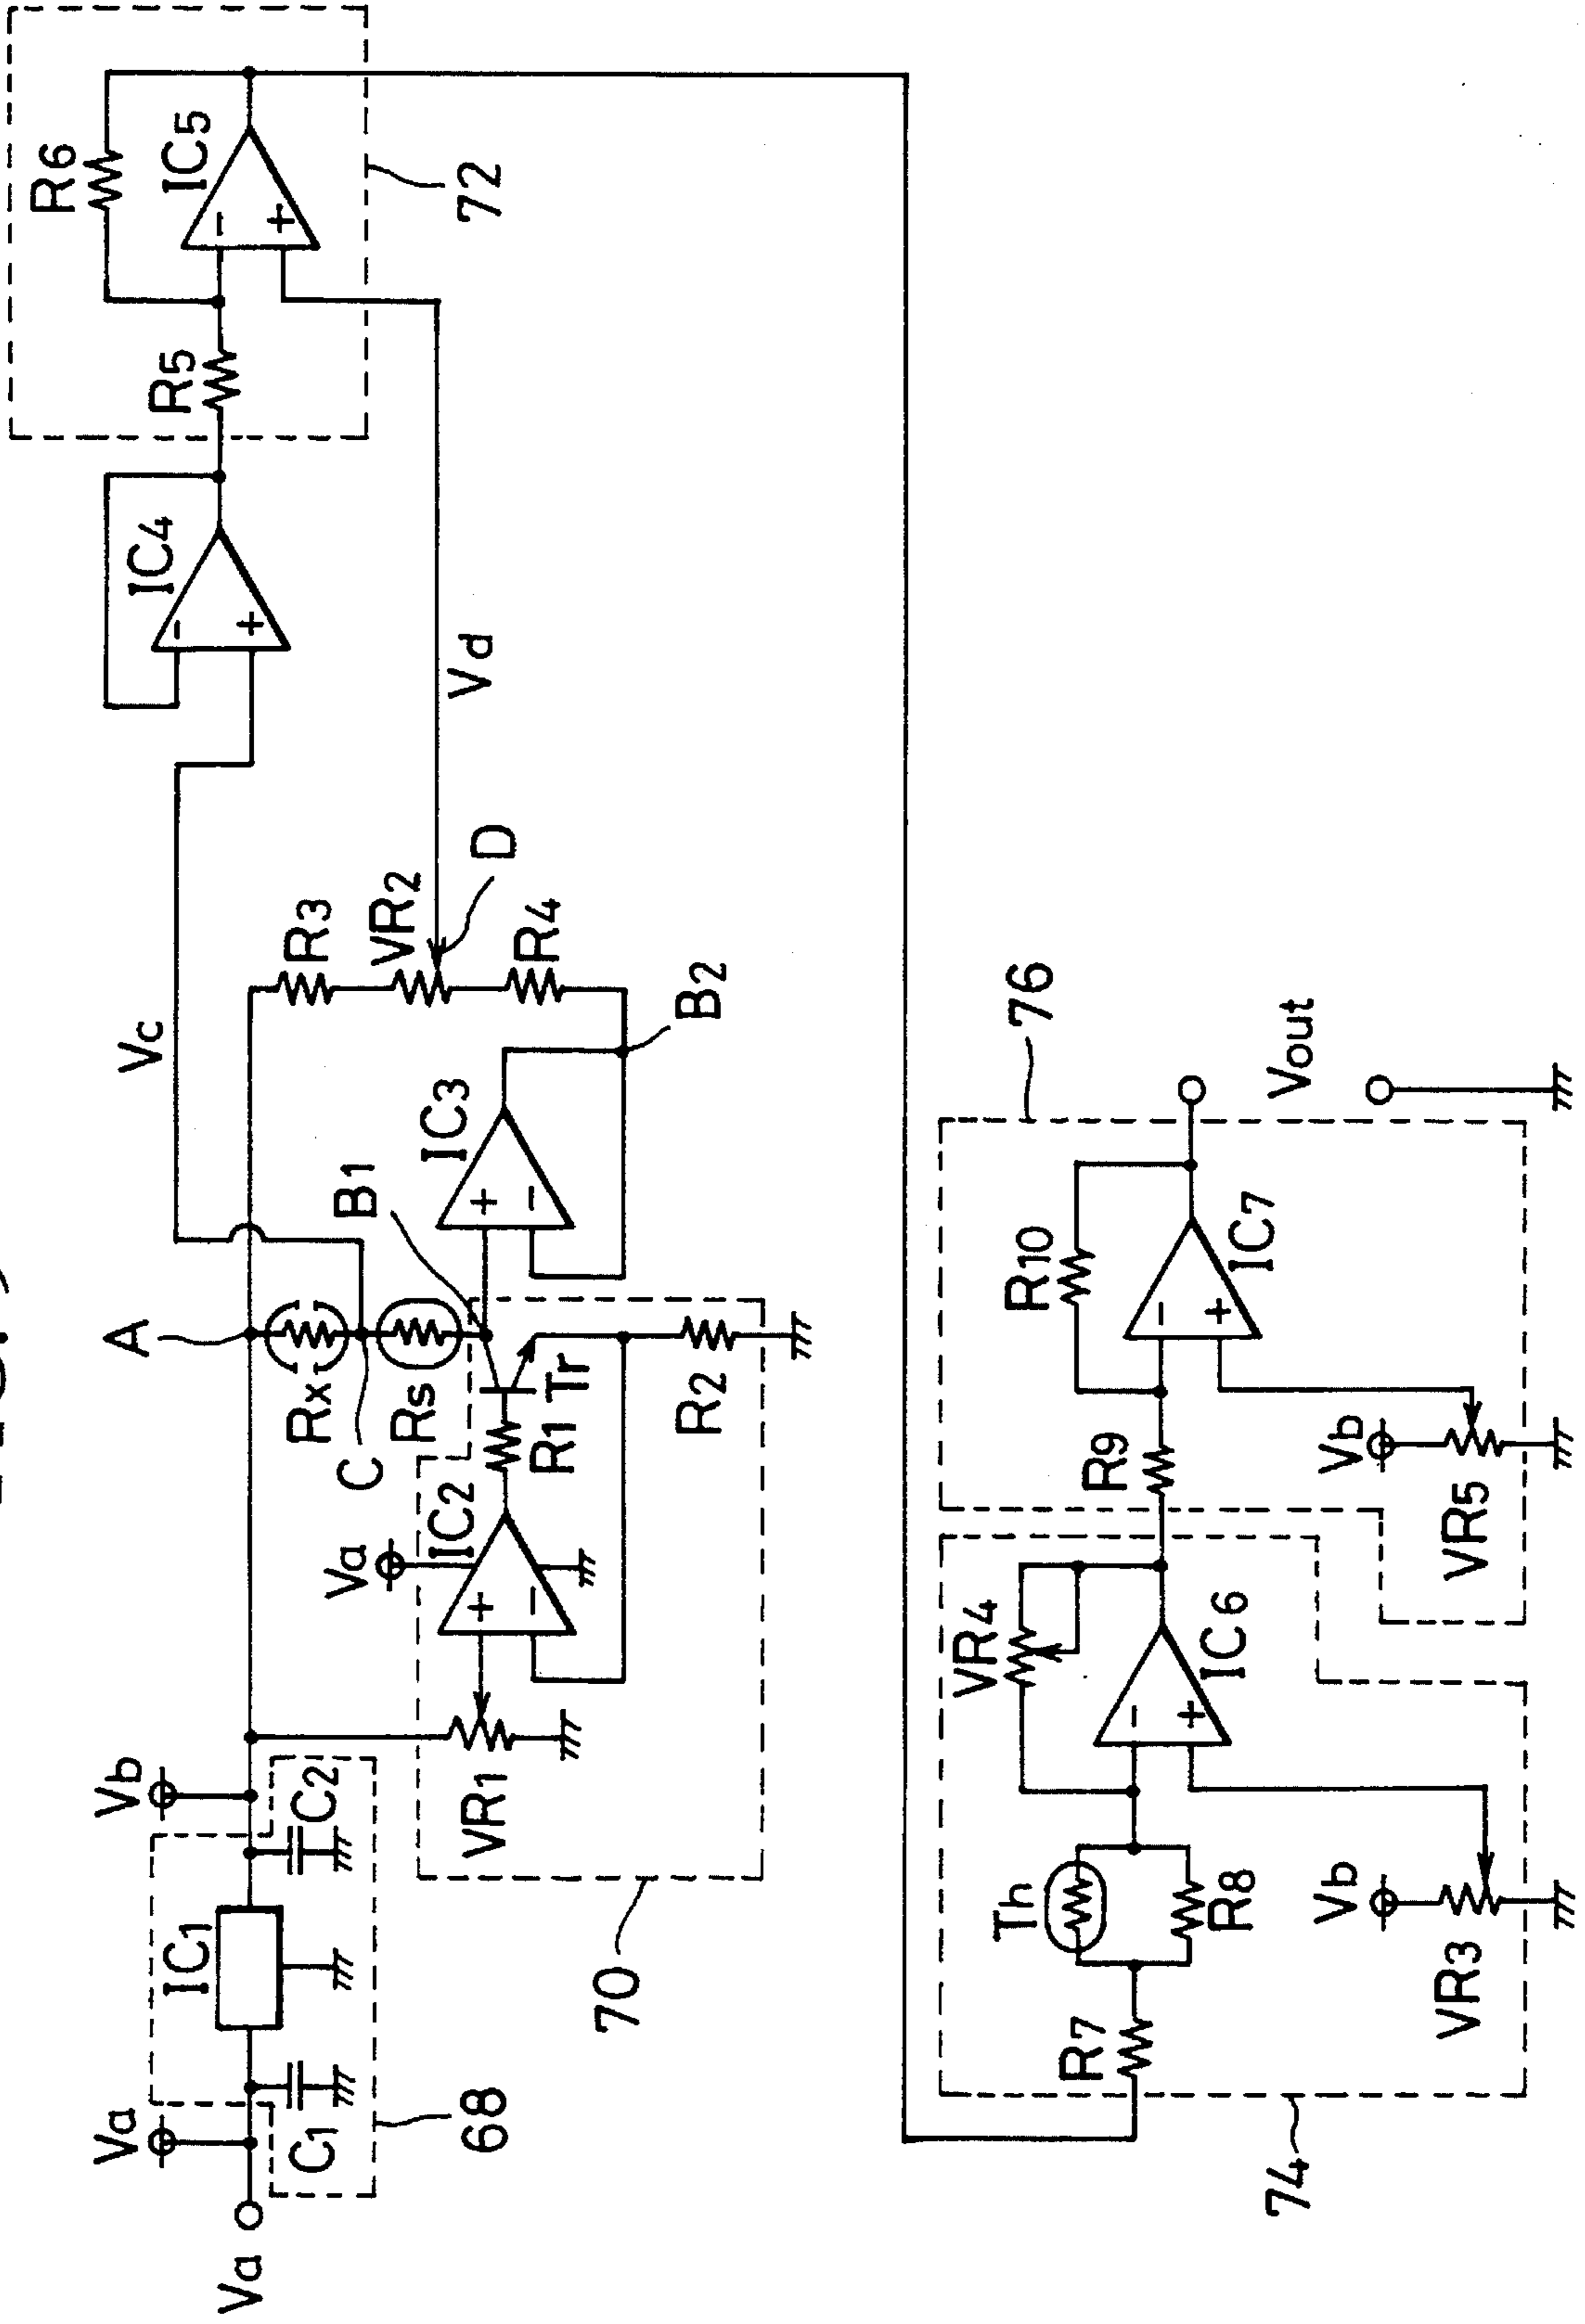 Va
Va
C1
IC1
C2
Vb
68
VR1
+
−
IC2
Va
R1
Tr
R2
70
A
Rx
C
Rs
B1
+
−
IC3
B2
R3
VR2
R4
D
Vc
Vd
−
+
IC4
R5
R6
−
+
IC5
72
R7
Th
R8
Vb
VR3
−
+
IC6
VR4
74
R9
R10
−
+
IC7
Vb
VR5
76
Vout